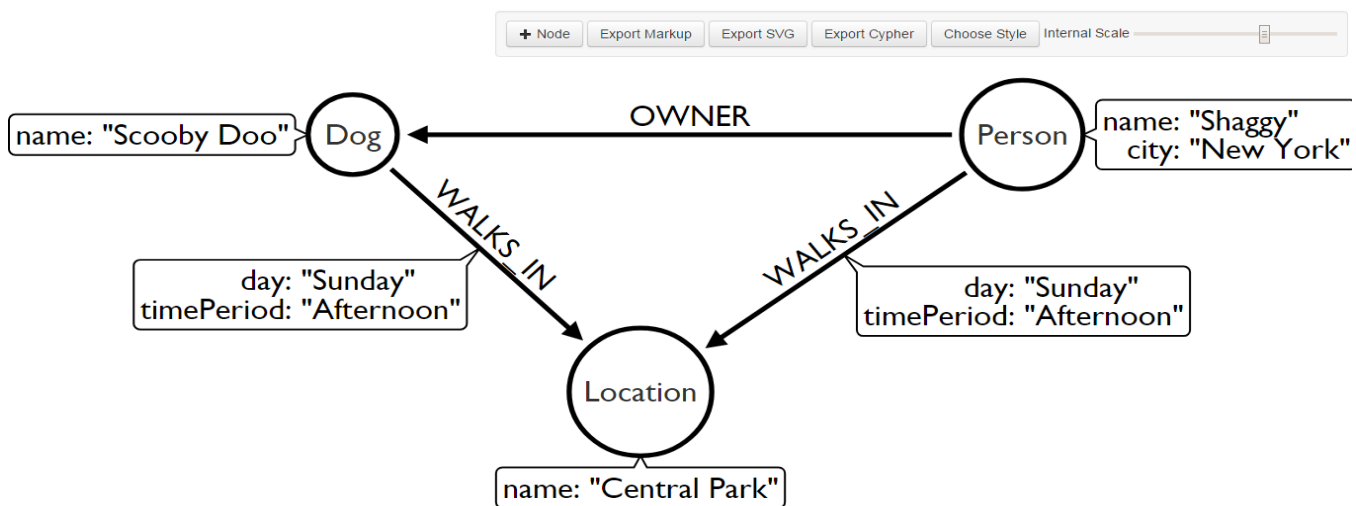 + Node Export Markup Export SVG Export Cypher Choose Style Internal Scale
name: "Scooby Doo"
Dog
OWNER
Person
name: "Shaggy"
city: "New York"
WALKS_IN
WALKS_IN
day: "Sunday"
timePeriod: "Afternoon"
day: "Sunday"
timePeriod: "Afternoon"
Location
name: "Central Park"